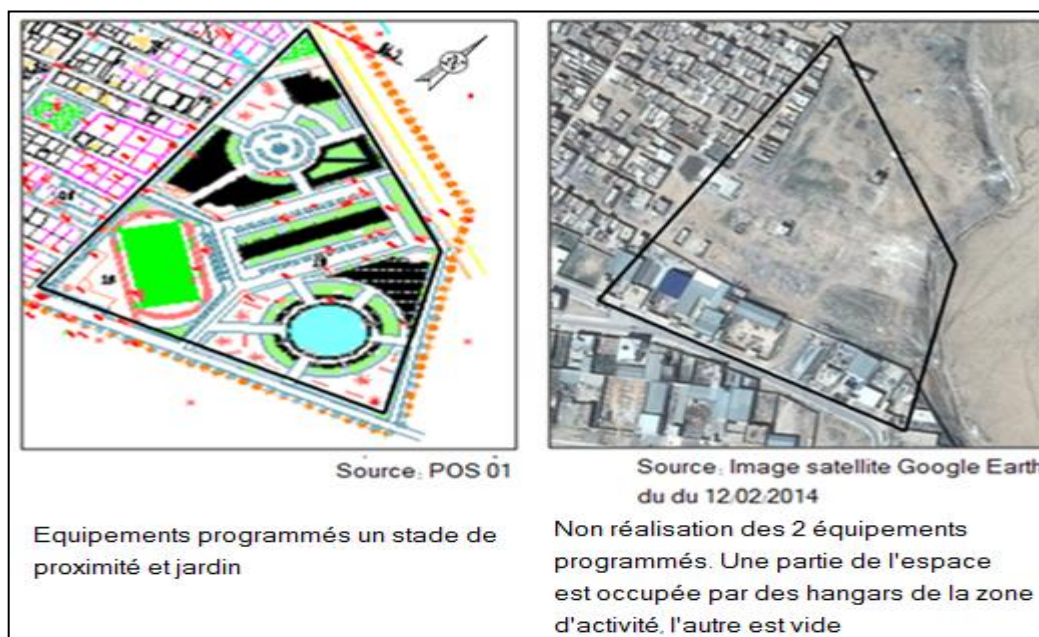 Source: POS 01
Equipements programmés un stade de
proximité et jardin
Source: Image satellite Google Earth
du du 12/02/2014
Non réalisation des 2 équipements
programmés. Une partie de l'espace
est occupée par des hangars de la zone
d'activité, l'autre est vide